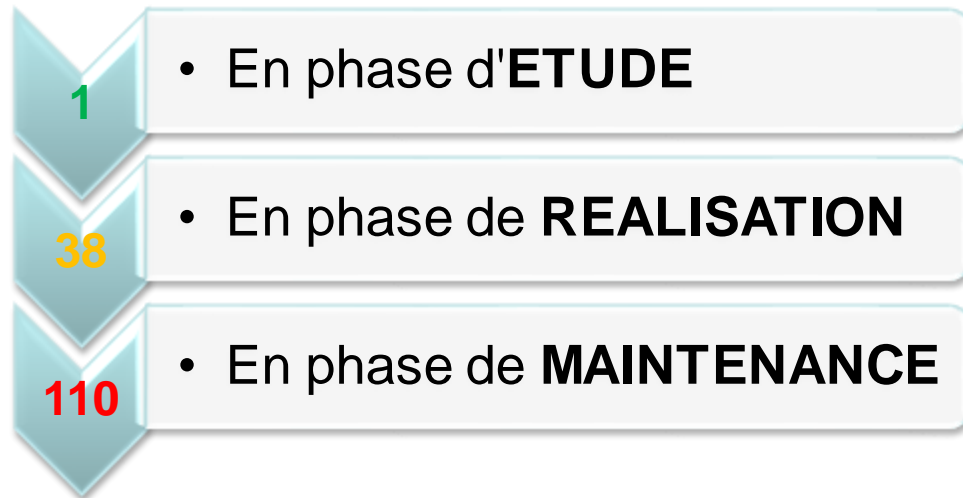 1
• En phase d'ETUDE
38
• En phase de REALISATION
110
• En phase de MAINTENANCE